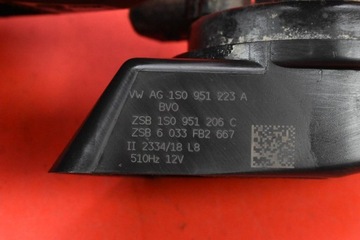 VW AG 1S0 951 223 A
BVO
ZSB 1S0 951 206 C
ZSB 6 033 FB2 667
II 2334/18 L8
510Hz 12V